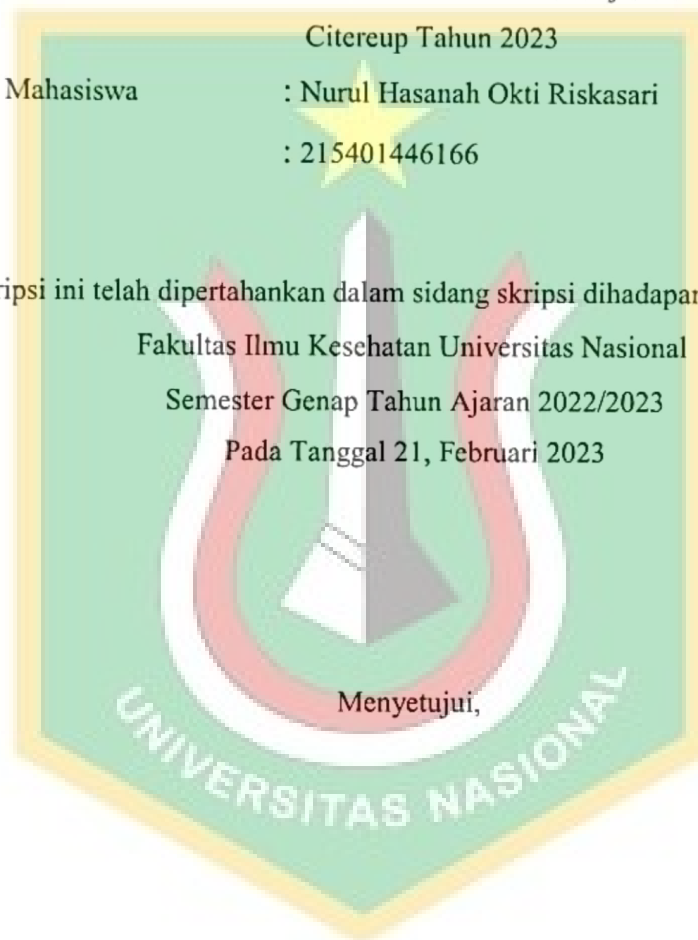 Citereup Tahun 2023
Mahasiswa : Nurul Hasanah Okti Riskasari
: 215401446166
ripsi ini telah dipertahankan dalam sidang skripsi dihadapan
Fakultas Ilmu Kesehatan Universitas Nasional
Semester Genap Tahun Ajaran 2022/2023
Pada Tanggal 21, Februari 2023
Menyetujui,
UNIVERSITAS NASIONAL